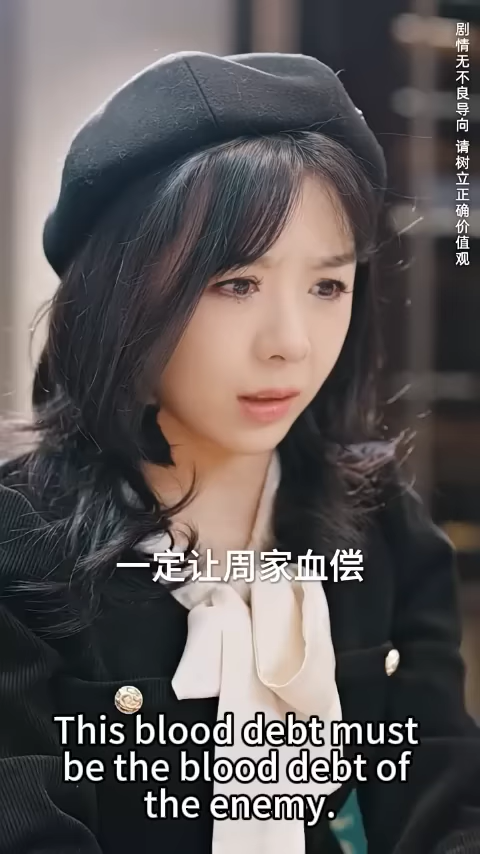 剧情无不良导向 请树立正确价值观
一定让周家血偿
This blood debt must
be the blood debt of
the enemy.